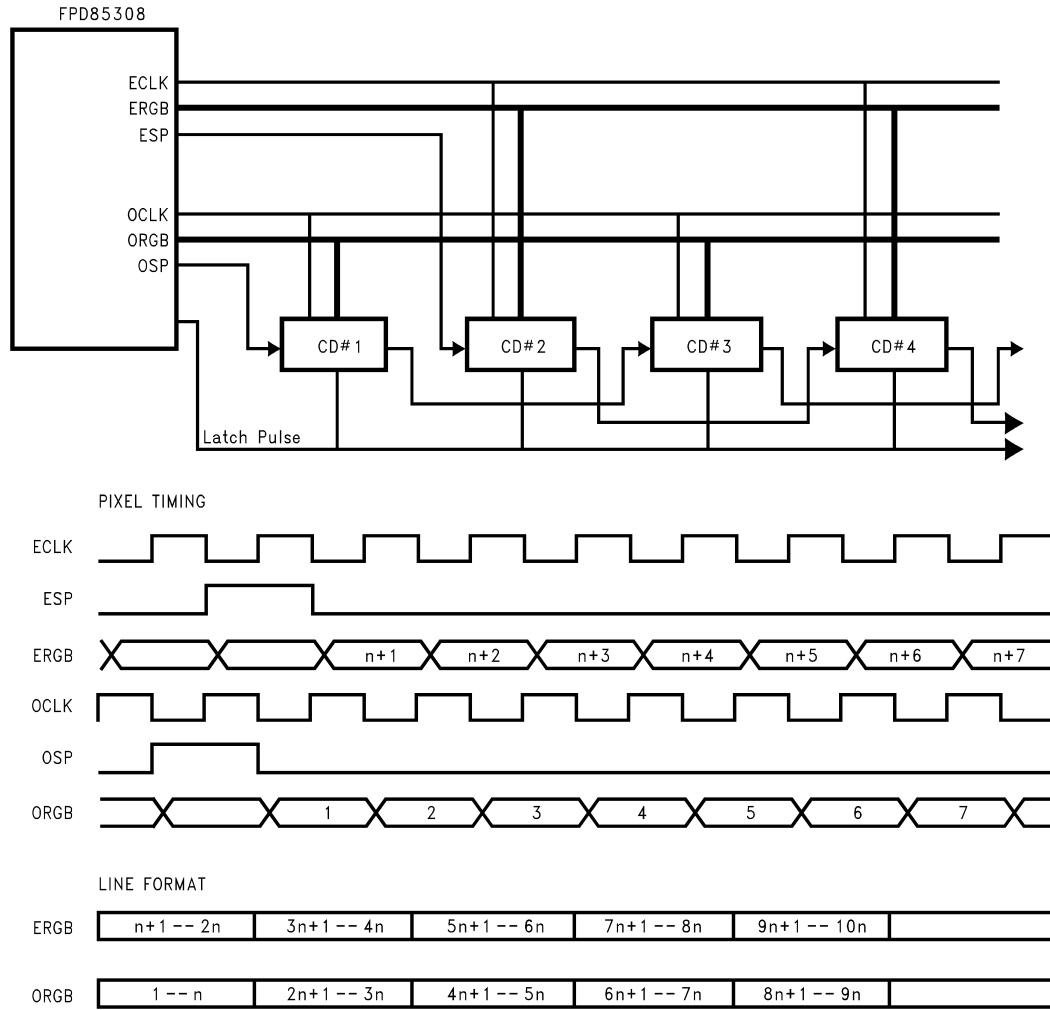 FPD85308
ECLK
ERGB
ESP
OCLK
ORGB
OSP
CD#1 CD#2 CD#3 CD#4
Latch Pulse
PIXEL TIMING
ECLK
ESP
ERGB n+1 n+2 n+3 n+4 n+5 n+6 n+7
OCLK
OSP
ORGB 1 2 3 4 5 6 7
LINE FORMAT
ERGB n+1 -- 2n 3n+1 -- 4n 5n+1 -- 6n 7n+1 -- 8n 9n+1 -- 10n
ORGB 1 -- n 2n+1 -- 3n 4n+1 -- 5n 6n+1 -- 7n 8n+1 -- 9n